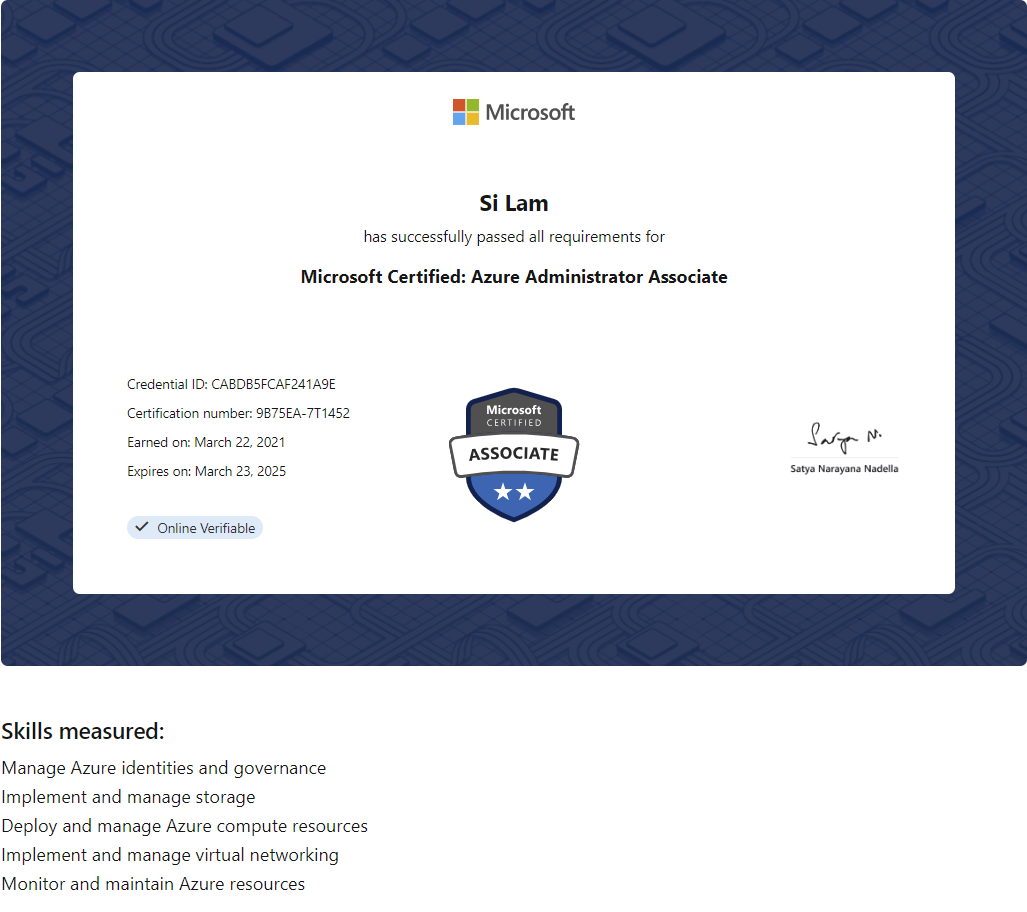 Microsoft
Si Lam
has successfully passed all requirements for
Microsoft Certified: Azure Administrator Associate
Credential ID: CABDB5FCAF241A9E
Certification number: 9B75EA-7T1452
Earned on: March 22, 2021
Expires on: March 23, 2025
Online Verifiable
Microsoft
CERTIFIED
ASSOCIATE
Satya N.
Satya Narayana Nadella
Skills measured:
Manage Azure identities and governance
Implement and manage storage
Deploy and manage Azure compute resources
Implement and manage virtual networking
Monitor and maintain Azure resources